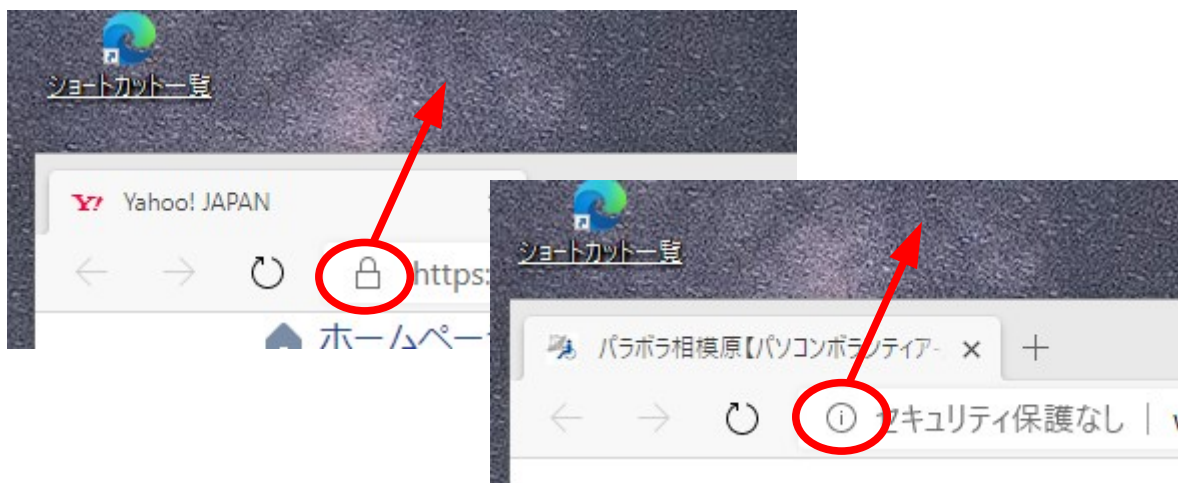 ショートカット一覧
Y! Yahoo! JAPAN
https:
ホームペー
ショートカット一覧
パラボラ相模原【パソコンボランティア-
セキュリティ保護なし